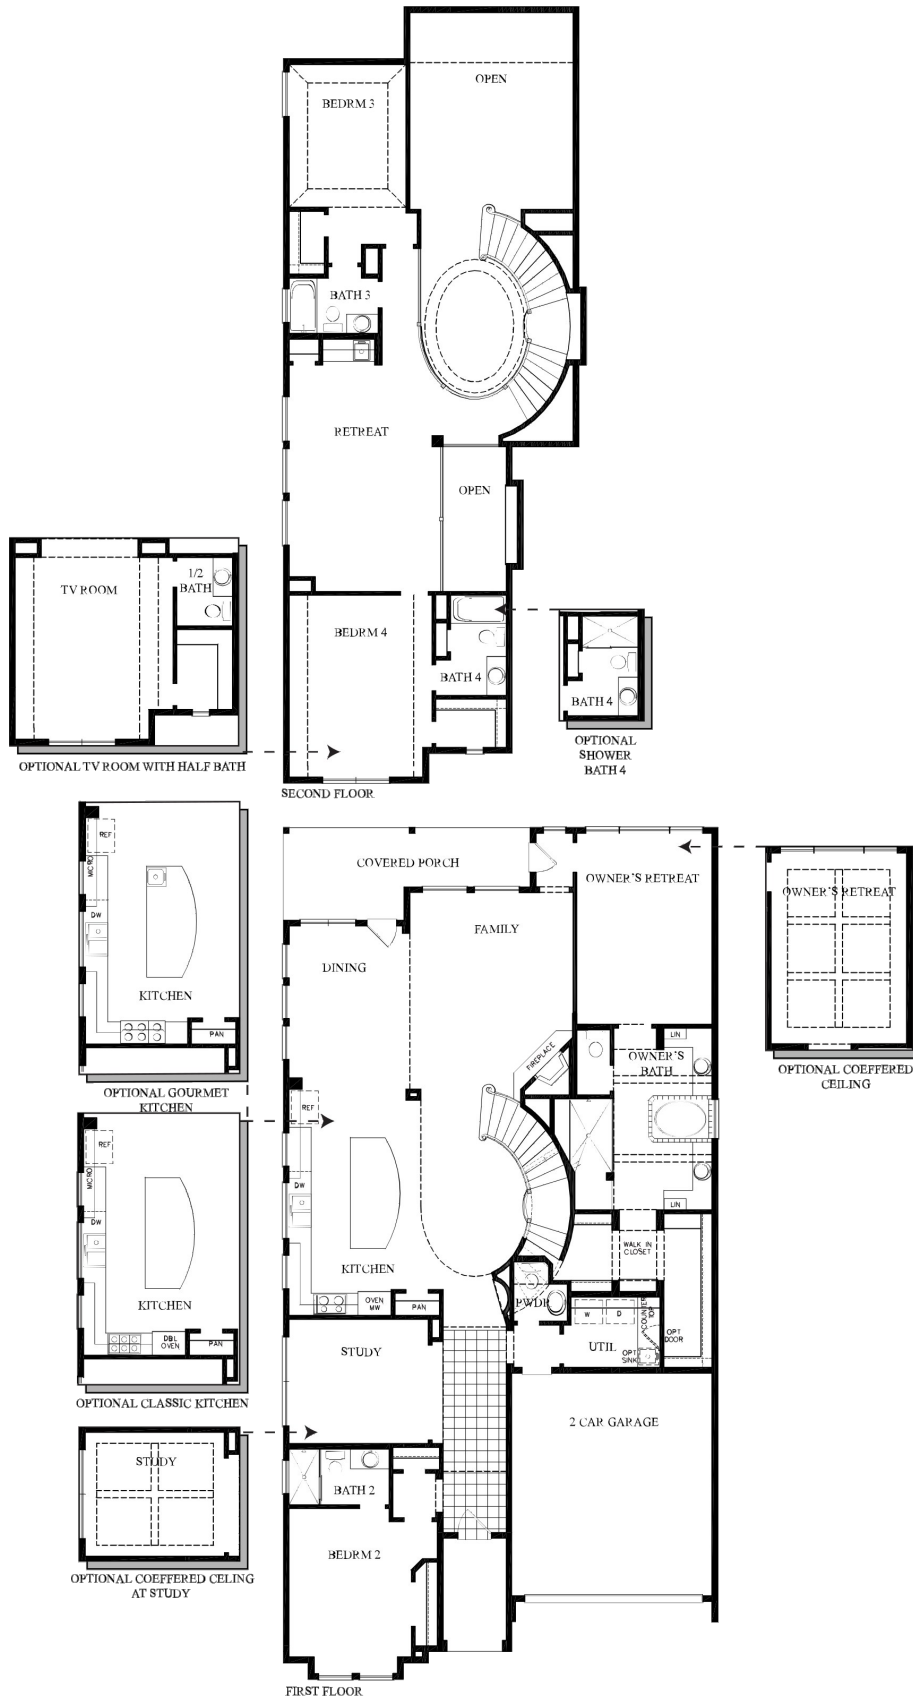 OPEN
BEDRM 3
BATH 3
RETREAT
OPEN
TV ROOM
1/2
BATH
BEDRM 4
BATH 4
BATH 4
OPTIONAL TV ROOM WITH HALF BATH
OPTIONAL
SHOWER
BATH 4
SECOND FLOOR
REF
MICRO
DW
KITCHEN
PAN
OPTIONAL GOURMET
KITCHEN
COVERED PORCH
OWNER'S RETREAT
FAMILY
DINING
OWNER'S RETREAT
OPTIONAL COEFFERED
CEILING
FIREPLACE
LIN
OWNER'S
BATH
REF
DW
LIN
KITCHEN
OVEN
MW
PAN
WALK IN
CLOSET
PWDR
W
D
COUNTER
TOP
UTIL
OPT
SINK
OPT
DOOR
REF
MICRO
DW
KITCHEN
DBL
OVEN
PAN
OPTIONAL CLASSIC KITCHEN
STUDY
2 CAR GARAGE
STUDY
OPTIONAL COEFFERED CELING
AT STUDY
BATH 2
BEDRM 2
FIRST FLOOR